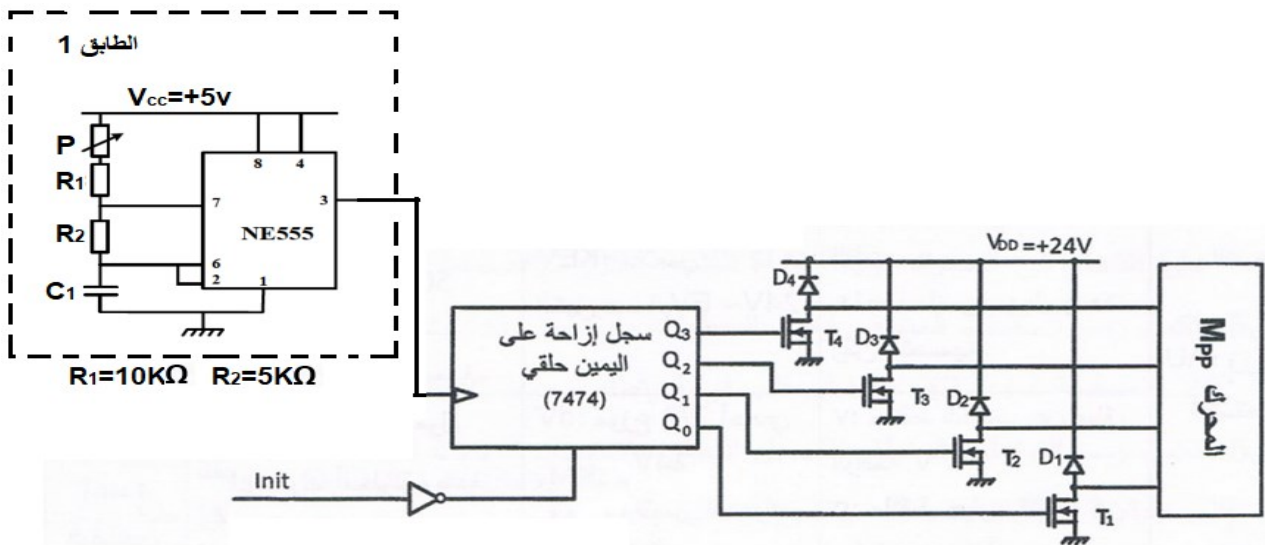 الطابق 1
Vcc=+5v
P
R1
R2
C1
8
4
7
3
NE555
6
2
1
R1=10KΩ R2=5KΩ
سجل إزاحة على
اليمين حلقي
(7474)
Q3
Q2
Q1
Q0
Init
VDD=+24V
D4
T4
D3
T3
D2
T2
D1
T1
المحرك MPP